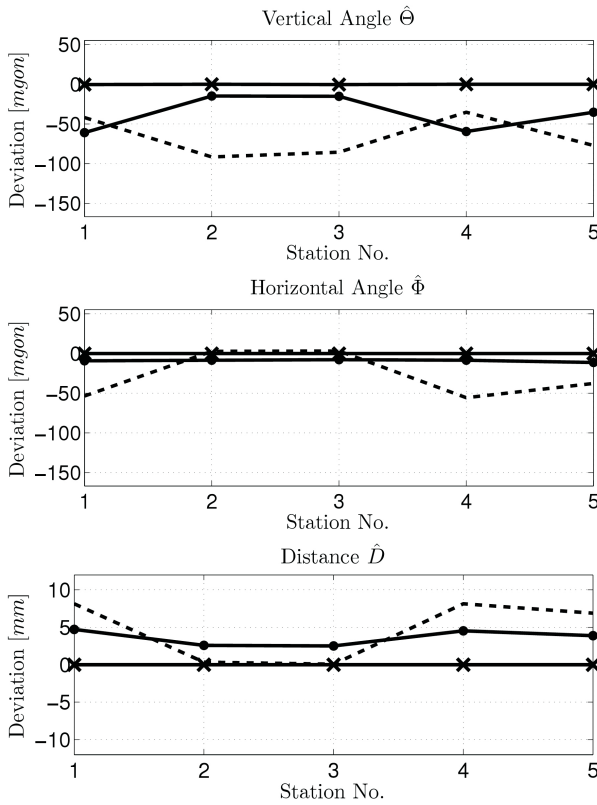 Vertical Angle Θ̂
50
0
−50
−100
−150
Deviation [mgon]
1 2 3 4 5
Station No.
Horizontal Angle Φ̂
50
0
−50
−100
−150
Deviation [mgon]
1 2 3 4 5
Station No.
Distance D̂
10
5
0
−5
−10
Deviation [mm]
1 2 3 4 5
Station No.